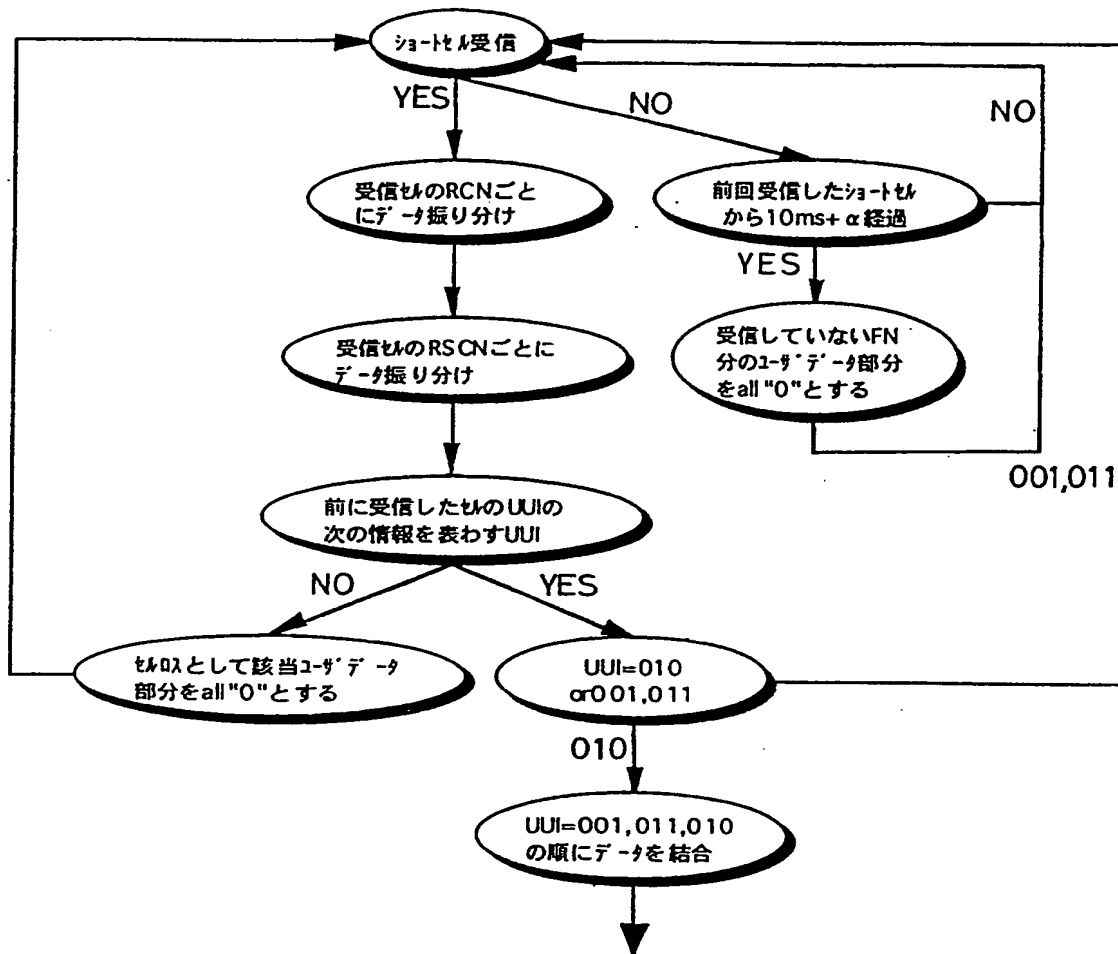 ショートセル受信
YES
NO
NO
受信セルのRCNごと
にデータ振り分け
前回受信したショートセル
から10ms+α経過
YES
受信セルのRSCNごとに
データ振り分け
受信していないFN
分のユーザデータ部分
をall"0"とする
001,011
前に受信したセルのUUIの
次の情報を表わすUUI
NO
YES
セルロスとして該当ユーザデータ
部分をall"0"とする
UUI=010
or001,011
010
UUI=001,011,010
の順にデータを結合